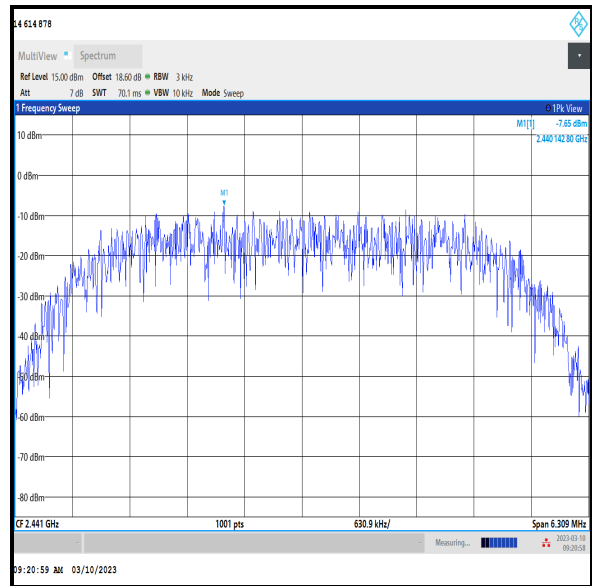 14 614 878
MultiView Spectrum
Ref Level 15.00 dBm Offset 18.60 dB RBW 3 kHz
Att 7 dB SWT 70.1 ms VBW 10 kHz Mode Sweep
1 Frequency Sweep 1Pk View
M1[1] -7.65 dBm
2.440 142 80 GHz
10 dBm
0 dBm
M1
-10 dBm
-20 dBm
-30 dBm
-40 dBm
-50 dBm
-60 dBm
-70 dBm
-80 dBm
CF 2.441 GHz 1001 pts 630.9 kHz/ Span 6.309 MHz
Measuring... 2023-03-10
09:20:58
09:20:59 AM 03/10/2023